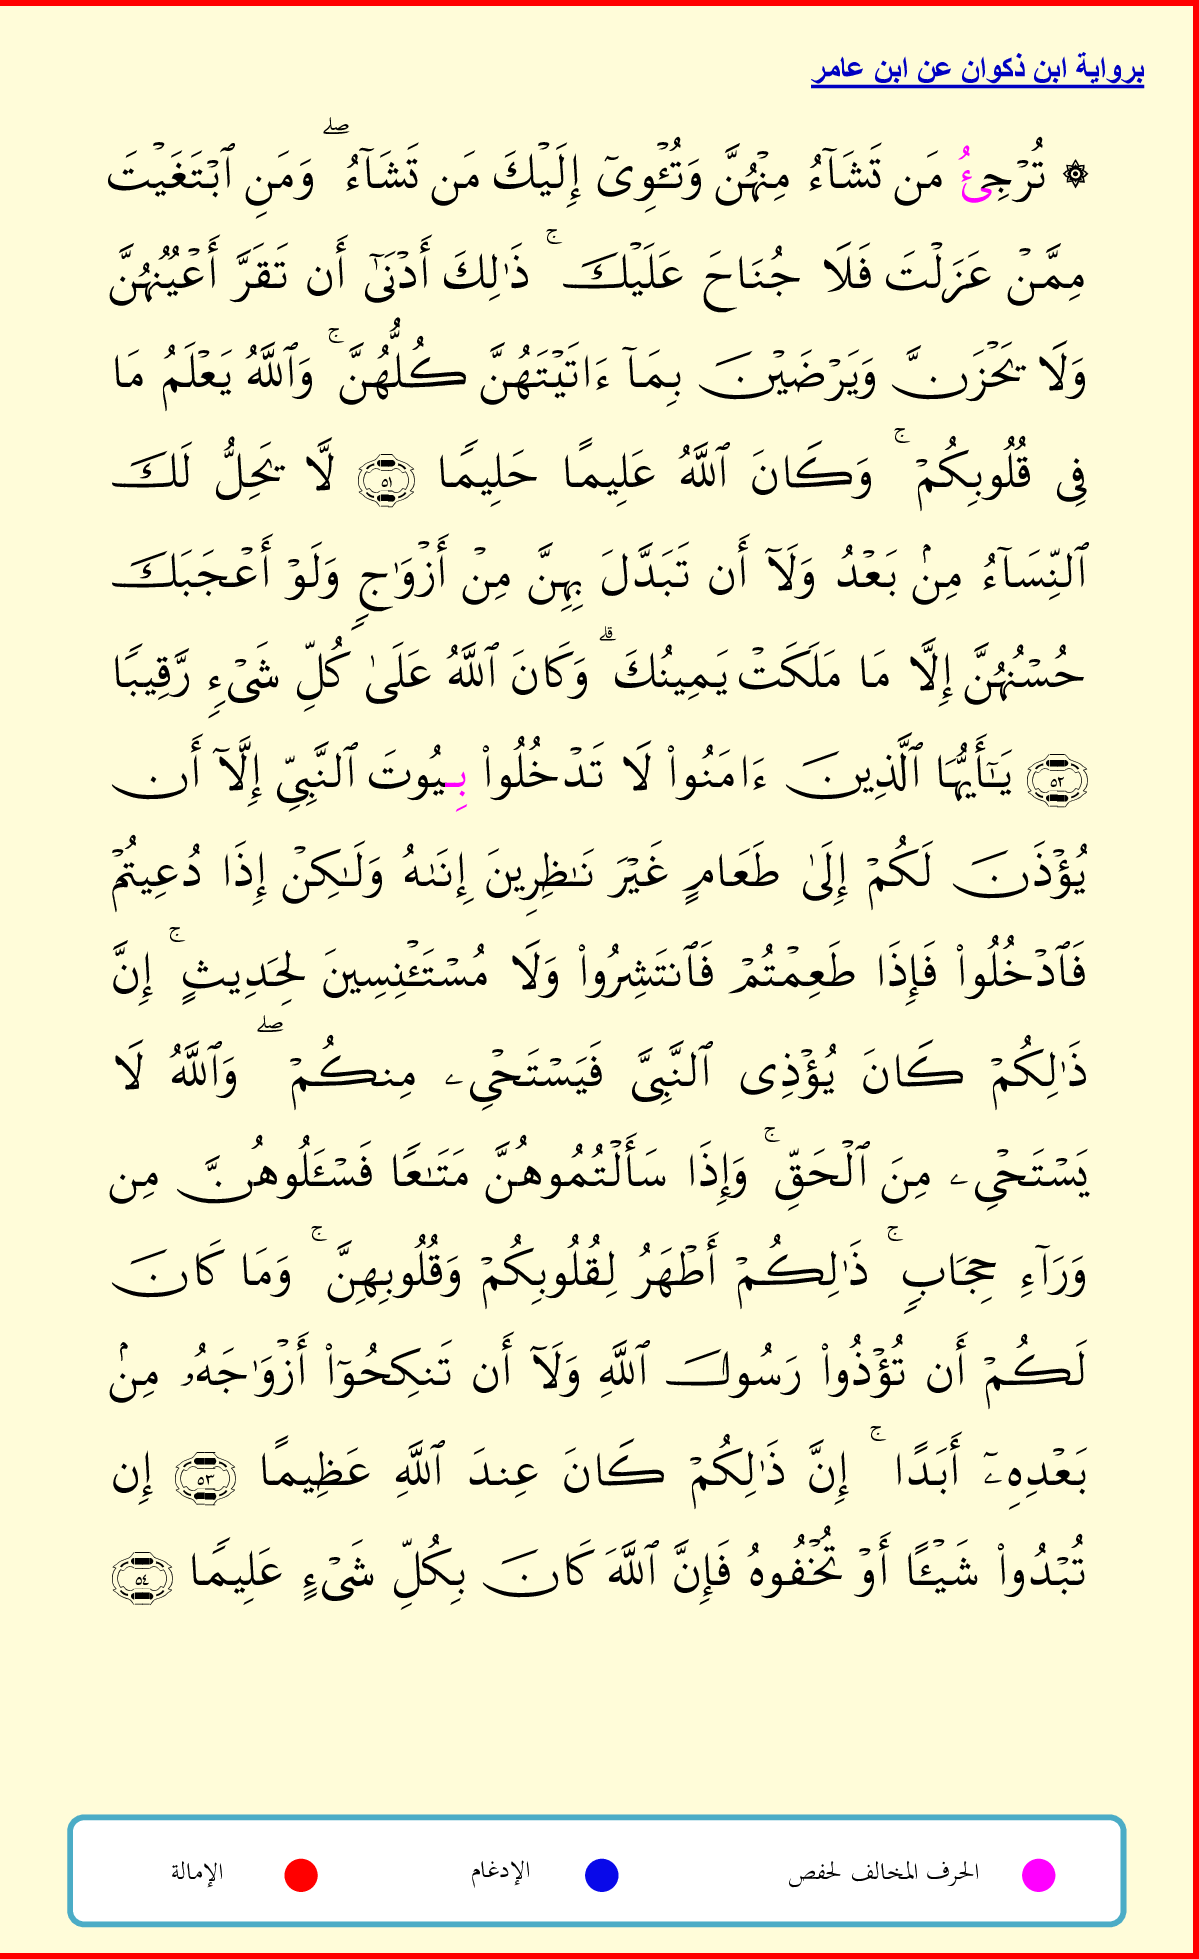 برواية ابن ذكوان عن ابن عامر
۞ تُرْجِئُ مَن تَشَآءُ مِنْهُنَّ وَتُـْٔوِىٓ إِلَيْكَ مَن تَشَآءُ ۖ وَمَنِ ٱبْتَغَيْتَ
مِمَّنْ عَزَلْتَ فَلَا جُنَاحَ عَلَيْكَ ۚ ذَٰلِكَ أَدْنَىٰٓ أَن تَقَرَّ أَعْيُنُهُنَّ
وَلَا يَحْزَنَّ وَيَرْضَيْنَ بِمَآ ءَاتَيْتَهُنَّ كُلُّهُنَّ ۚ وَٱللَّهُ يَعْلَمُ مَا
فِى قُلُوبِكُمْ ۚ وَكَانَ ٱللَّهُ عَلِيمًا حَلِيمًا ٥١ لَّا يَحِلُّ لَكَ
ٱلنِّسَآءُ مِنۢ بَعْدُ وَلَآ أَن تَبَدَّلَ بِهِنَّ مِنْ أَزْوَٰجٍ وَلَوْ أَعْجَبَكَ
حُسْنُهُنَّ إِلَّا مَا مَلَكَتْ يَمِينُكَ ۗ وَكَانَ ٱللَّهُ عَلَىٰ كُلِّ شَىْءٍ رَّقِيبًا
٥٢ يَـٰٓأَيُّهَا ٱلَّذِينَ ءَامَنُوا۟ لَا تَدْخُلُوا۟ بِيُوتَ ٱلنَّبِىِّ إِلَّآ أَن
يُؤْذَنَ لَكُمْ إِلَىٰ طَعَامٍ غَيْرَ نَـٰظِرِينَ إِنَىٰهُ وَلَـٰكِنْ إِذَا دُعِيتُمْ
فَٱدْخُلُوا۟ فَإِذَا طَعِمْتُمْ فَٱنتَشِرُوا۟ وَلَا مُسْتَـْٔنِسِينَ لِحَدِيثٍ ۚ إِنَّ
ذَٰلِكُمْ كَانَ يُؤْذِى ٱلنَّبِىَّ فَيَسْتَحْىِۦ مِنكُمْ ۖ وَٱللَّهُ لَا
يَسْتَحْىِۦ مِنَ ٱلْحَقِّ ۚ وَإِذَا سَأَلْتُمُوهُنَّ مَتَـٰعًا فَسْـَٔلُوهُنَّ مِن
وَرَآءِ حِجَابٍ ۚ ذَٰلِكُمْ أَطْهَرُ لِقُلُوبِكُمْ وَقُلُوبِهِنَّ ۚ وَمَا كَانَ
لَكُمْ أَن تُؤْذُوا۟ رَسُولَ ٱللَّهِ وَلَآ أَن تَنكِحُوٓا۟ أَزْوَٰجَهُۥ مِنۢ
بَعْدِهِۦٓ أَبَدًا ۚ إِنَّ ذَٰلِكُمْ كَانَ عِندَ ٱللَّهِ عَظِيمًا ٥٣ إِن
تُبْدُوا۟ شَيْـًٔا أَوْ تُخْفُوهُ فَإِنَّ ٱللَّهَ كَانَ بِكُلِّ شَىْءٍ عَلِيمًا ٥٤
الحرف المخالف لحفص الإدغام الإمالة